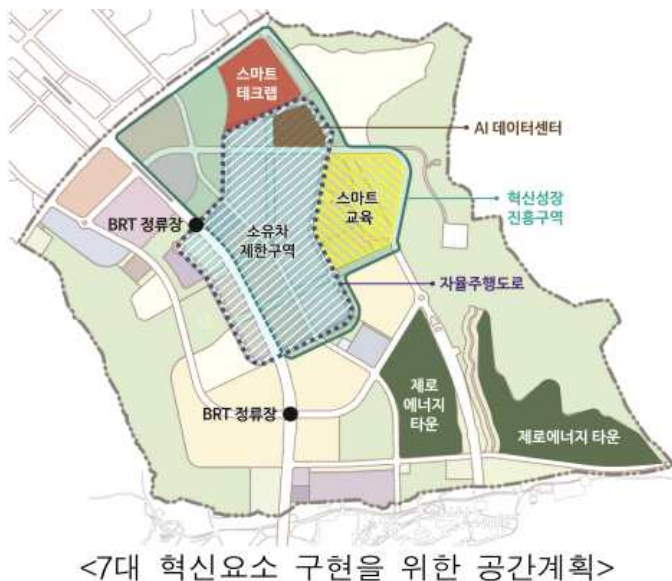 스마트
테크랩
AI 데이터센터
스마트
교육
혁신성장
진흥구역
BRT 정류장
소유차
제한구역
자율주행도로
제로
에너지
타운
제로에너지 타운
BRT 정류장
<7대 혁신요소 구현을 위한 공간계획>